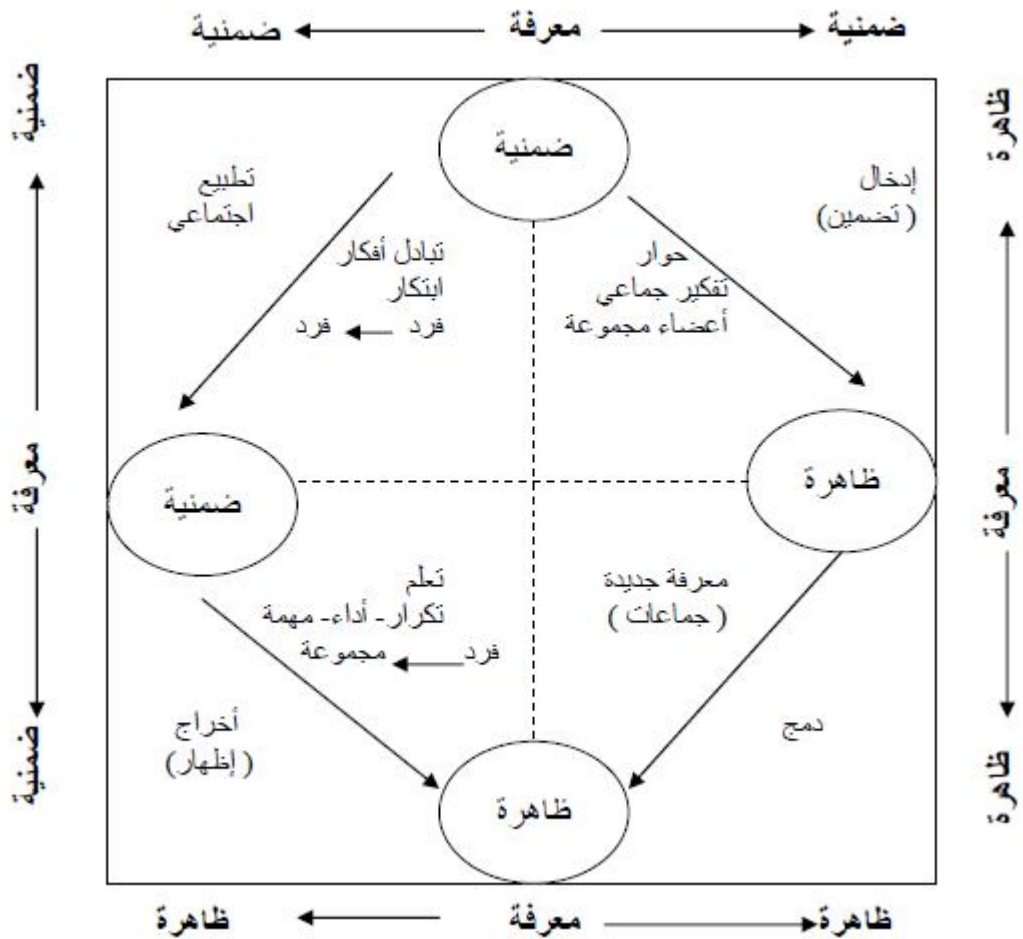 ضمنية معرفة ضمنية
ضمنية
ظاهرة
ضمنية
إدخال
(تضمين)
تطبيع
اجتماعي
حوار
تفكير جماعي
أعضاء مجموعة
تبادل أفكار
ابتكار
فرد فرد
معرفة
ظاهرة
ضمنية
معرفة
معرفة جديدة
(جماعات)
تعلم
تكرار- أداء- مهمة
فرد مجموعة
دمج
أخراج
(إظهار)
ظاهرة
ظاهرة
ضمنية
ظاهرة معرفة ظاهرة